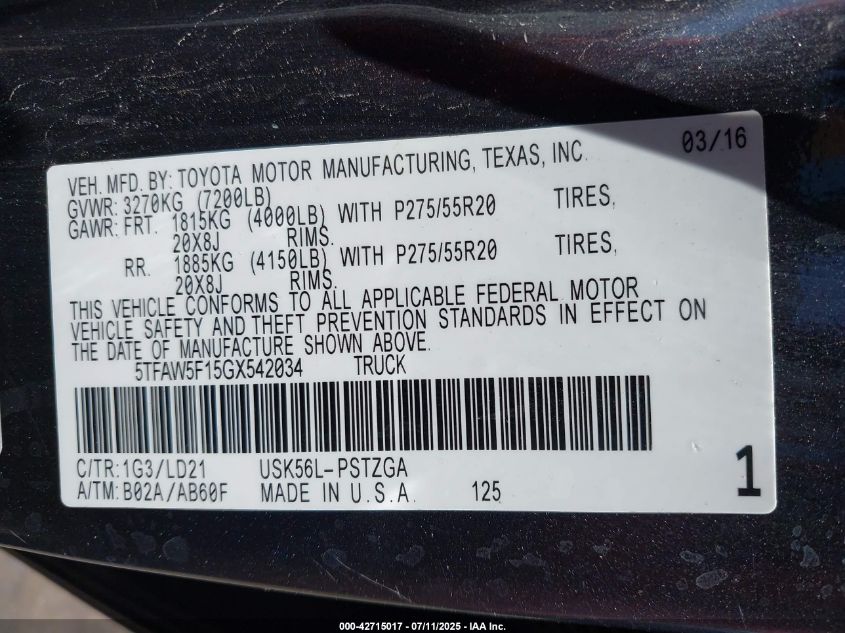 03/16
VEH. MFD. BY: TOYOTA MOTOR MANUFACTURING, TEXAS, INC.
GVWR: 3270KG (7200LB)
GAWR: FRT. 1815KG (4000LB) WITH P275/55R20 TIRES,
20X8J RIMS.
RR. 1885KG (4150LB) WITH P275/55R20 TIRES,
20X8J RIMS.
THIS VEHICLE CONFORMS TO ALL APPLICABLE FEDERAL MOTOR
VEHICLE SAFETY AND THEFT PREVENTION STANDARDS IN EFFECT ON
THE DATE OF MANUFACTURE SHOWN ABOVE.
5TFAW5F15GX542034 TRUCK
C/TR: 1G3/LD21 USK56L-PSTZGA
A/TM: B02A/AB60F MADE IN U.S.A. 125
1
000-42715017 - 07/11/2025 - IAA Inc.